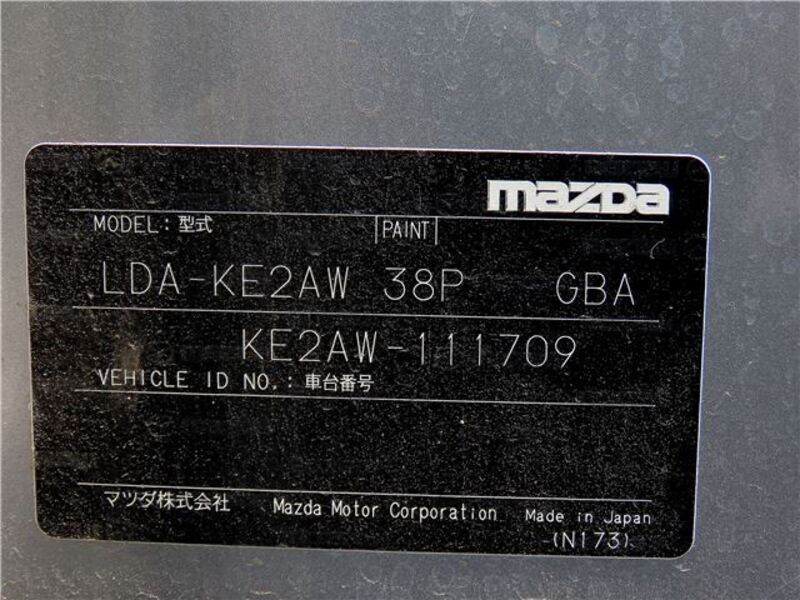 mazda
MODEL: 型式 PAINT
LDA-KE2AW 38P GBA
KE2AW-111709
VEHICLE ID NO.: 車台番号
マツダ株式会社 Mazda Motor Corporation Made in Japan
(N173)